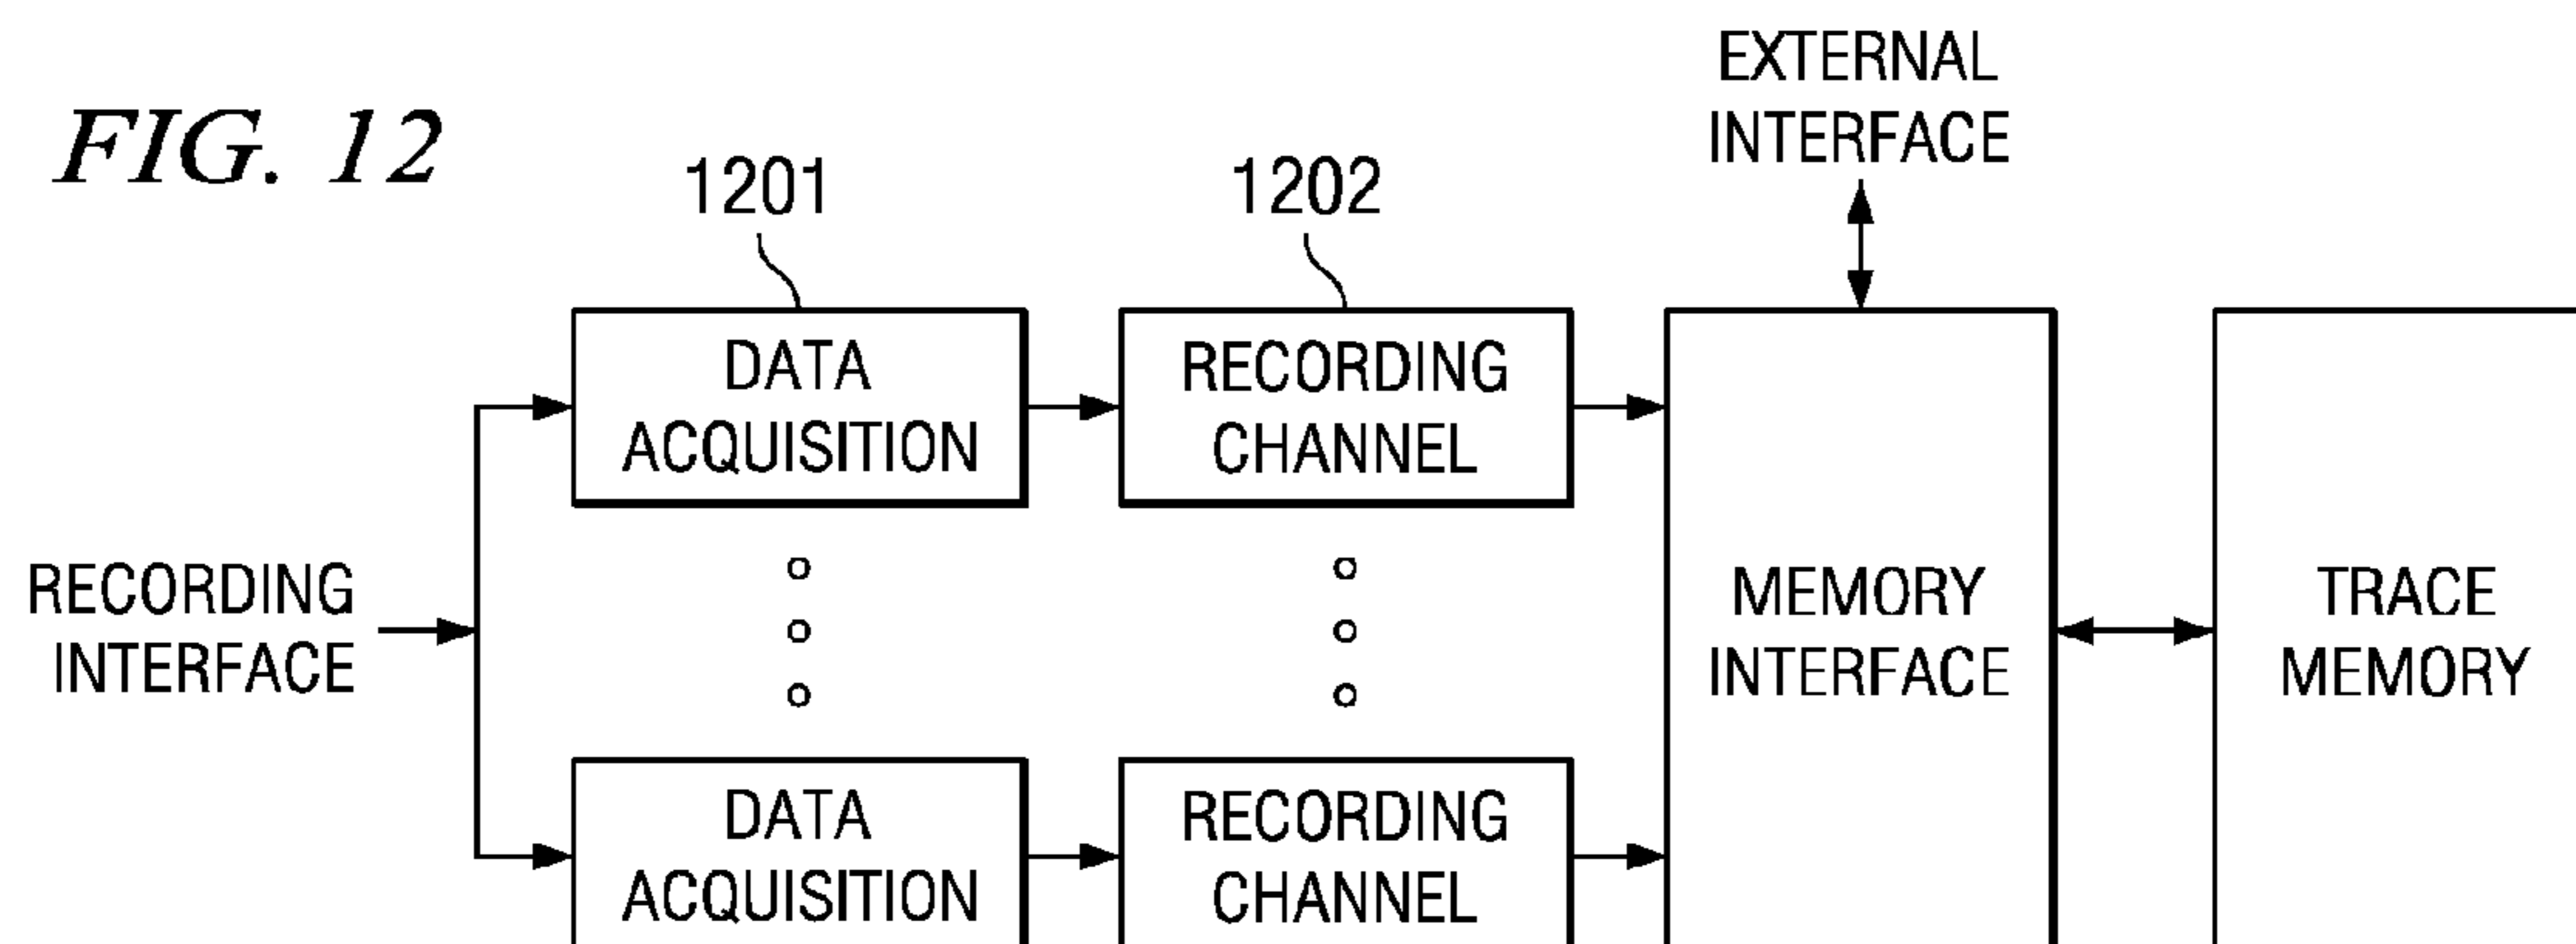 FIG. 12
EXTERNAL
INTERFACE
1201
1202
DATA
ACQUISITION
RECORDING
CHANNEL
RECORDING
INTERFACE
MEMORY
INTERFACE
TRACE
MEMORY
DATA
ACQUISITION
RECORDING
CHANNEL